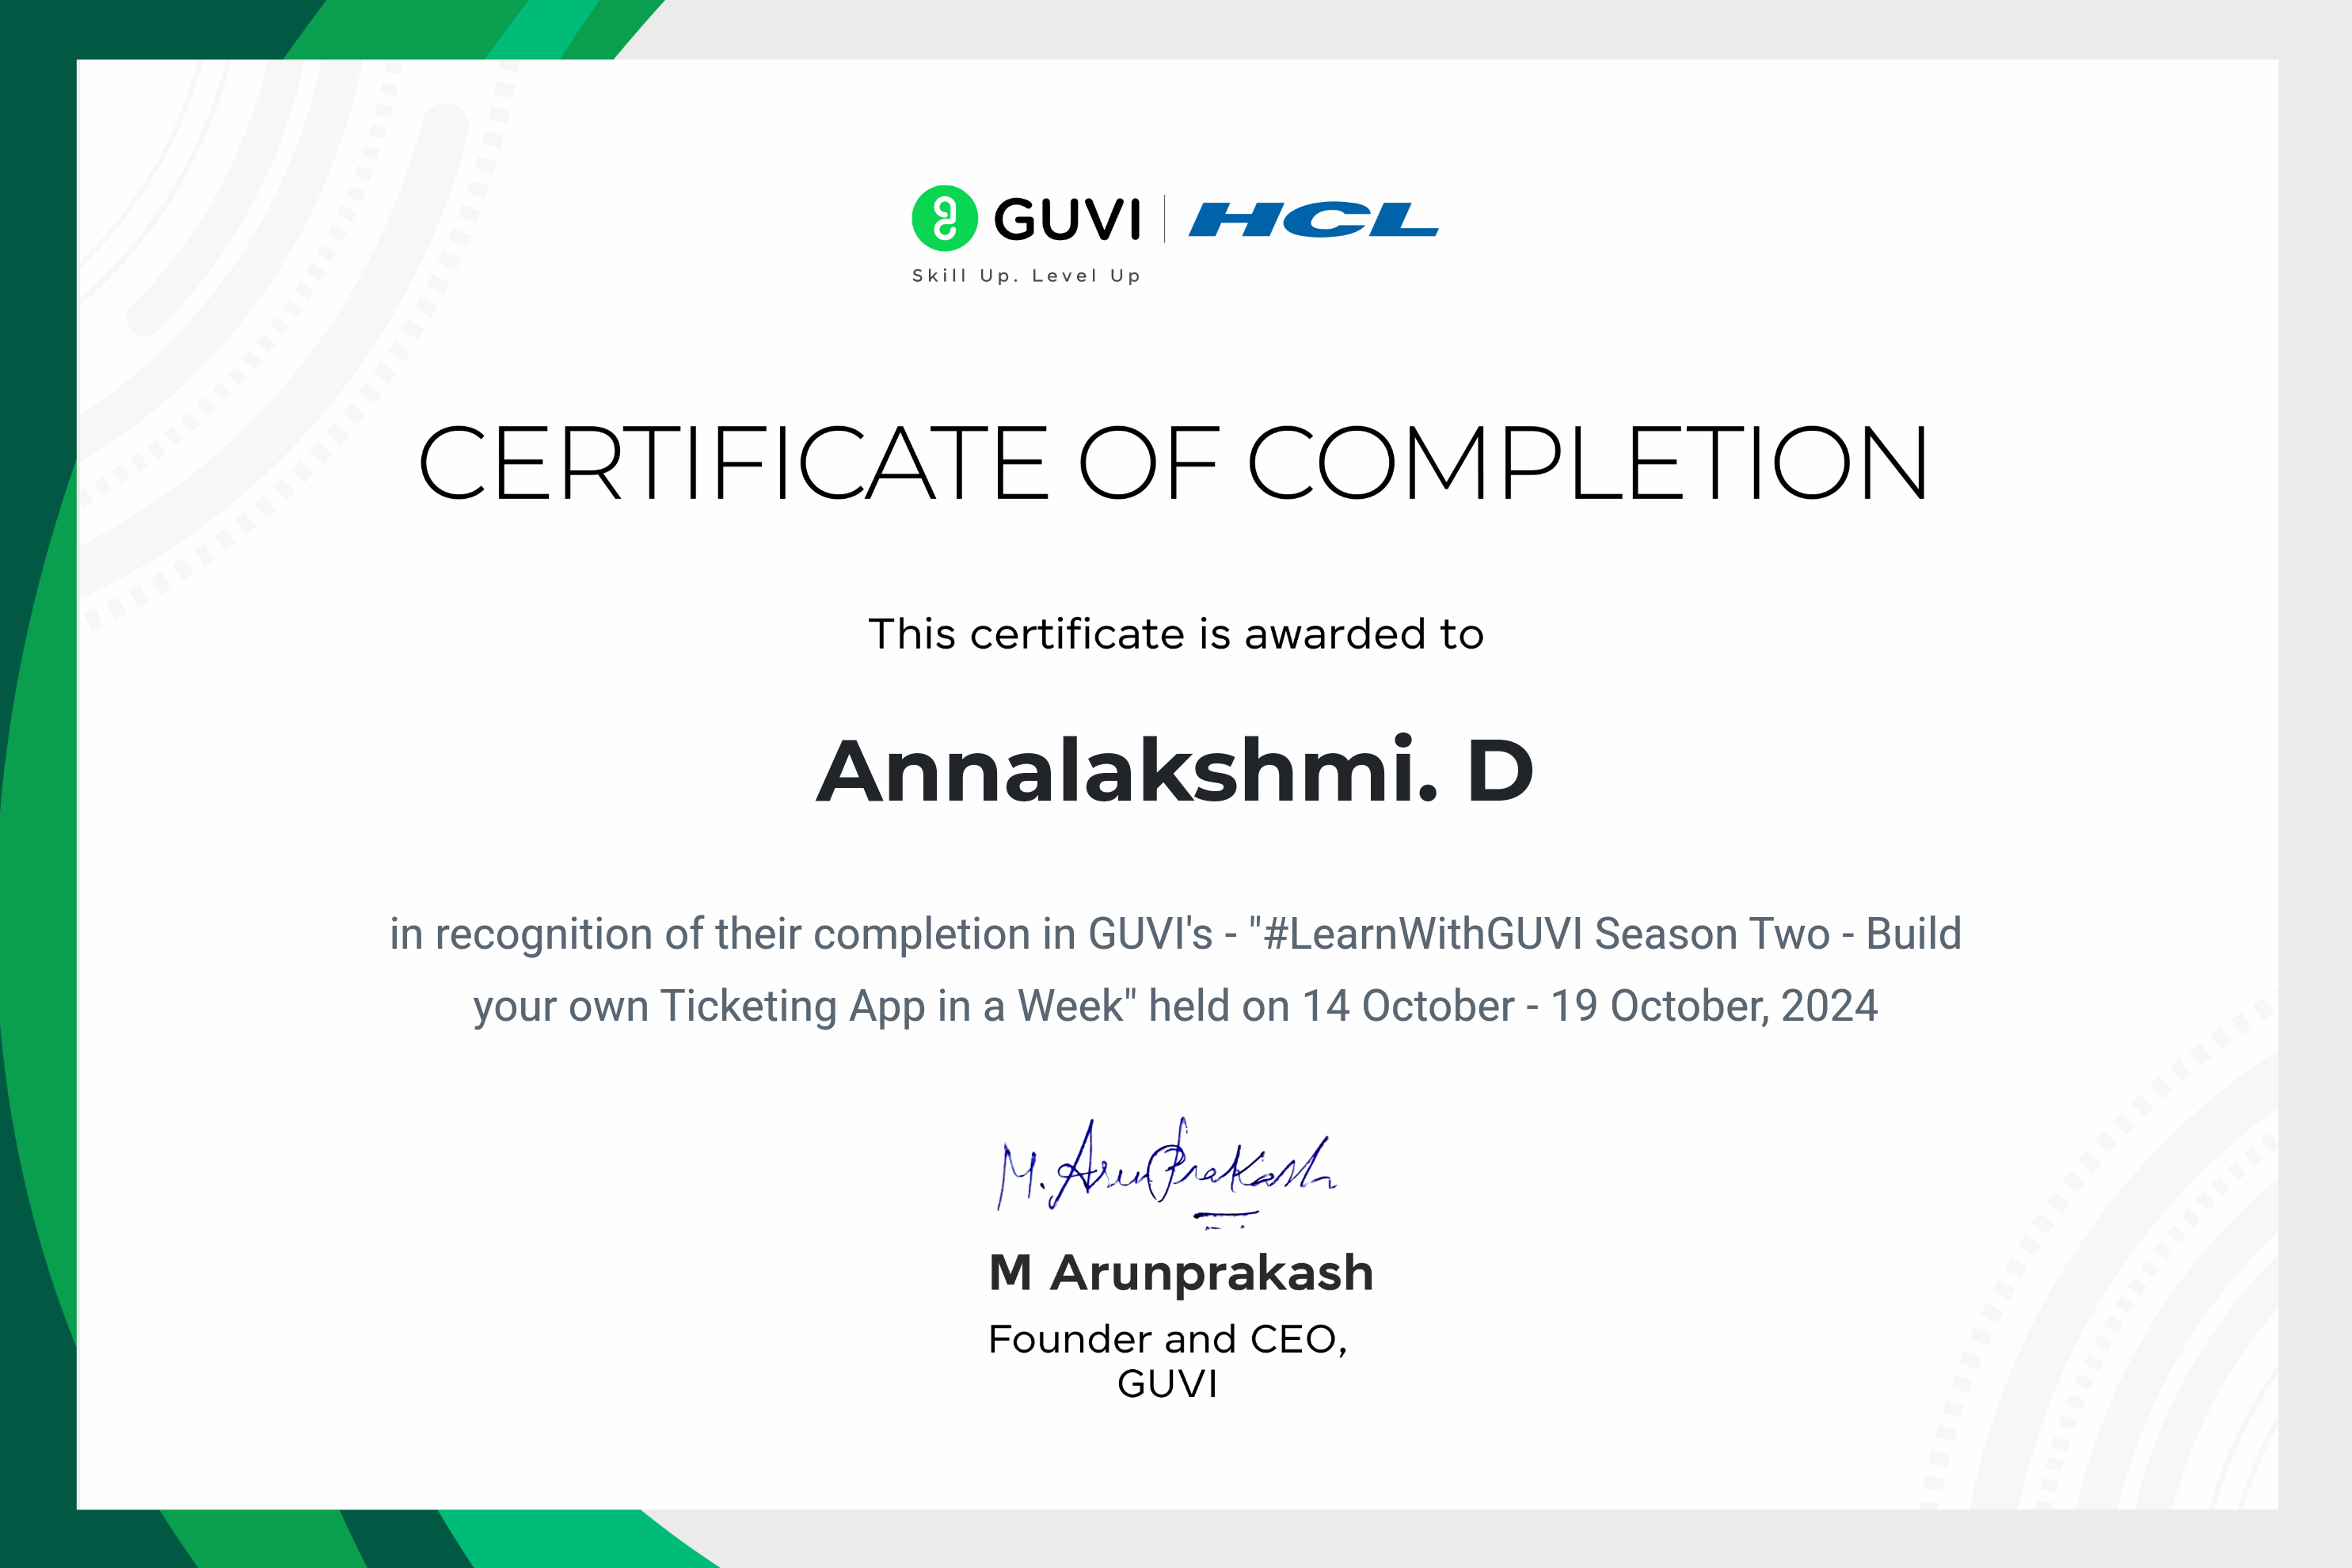 GUVI HCL
Skill Up. Level Up
CERTIFICATE OF COMPLETION
This certificate is awarded to
Annalakshmi. D
in recognition of their completion in GUVI's - "#LearnWithGUVI Season Two - Build
your own Ticketing App in a Week" held on 14 October - 19 October, 2024
M. ArunPrakash
M Arunprakash
Founder and CEO,
GUVI